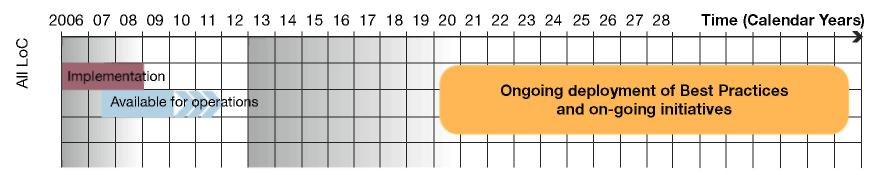 2006 07 08 09 10 11 12 13 14 15 16 17 18 19 20 21 22 23 24 25 26 27 28 Time (Calendar Years)
All LoC
Implementation
Available for operations
Ongoing deployment of Best Practices
and on-going initiatives